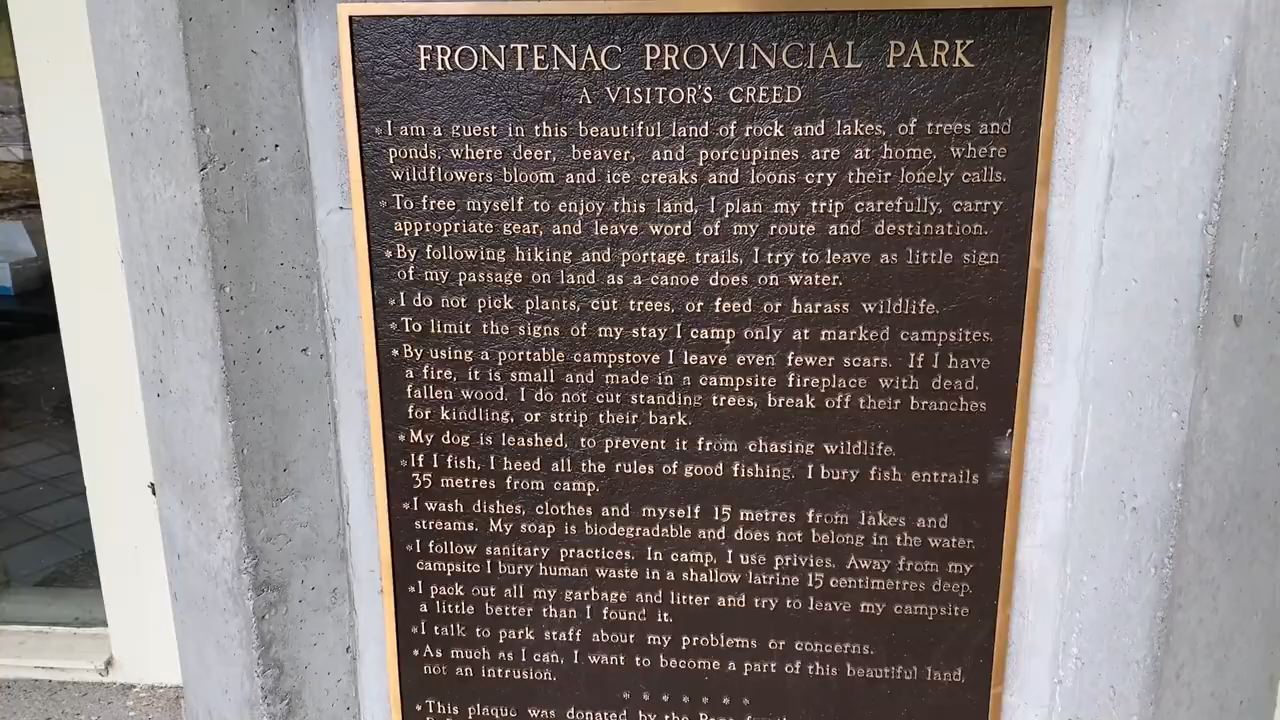 FRONTENAC PROVINCIAL PARK
A VISITOR'S CREED
*I am a guest in this beautiful land of rock and lakes, of trees and
ponds, where deer, beaver, and porcupines are at home, where
wildflowers bloom and ice creaks and loons cry their lonely calls.
*To free myself to enjoy this land, I plan my trip carefully, carry
appropriate gear, and leave word of my route and destination.
*By following hiking and portage trails, I try to leave as little sign
of my passage on land as a canoe does on water.
*I do not pick plants, cut trees, or feed or harass wildlife.
*To limit the signs of my stay I camp only at marked campsites.
*By using a portable campstove I leave even fewer scars. If I have
a fire, it is small and made in a campsite fireplace with dead,
fallen wood. I do not cut standing trees, break off their branches
for kindling, or strip their bark.
*My dog is leashed, to prevent it from chasing wildlife.
*If I fish, I heed all the rules of good fishing. I bury fish entrails
35 metres from camp.
*I wash dishes, clothes and myself 15 metres from lakes and
streams. My soap is biodegradable and does not belong in the water.
*I follow sanitary practices. In camp, I use privies. Away from my
campsite I bury human waste in a shallow latrine 15 centimetres deep.
*I pack out all my garbage and litter and try to leave my campsite
a little better than I found it.
*I talk to park staff about my problems or concerns.
*As much as I can, I want to become a part of this beautiful land,
not an intrusion.
* * * * * * *
*This plaque was donated by the